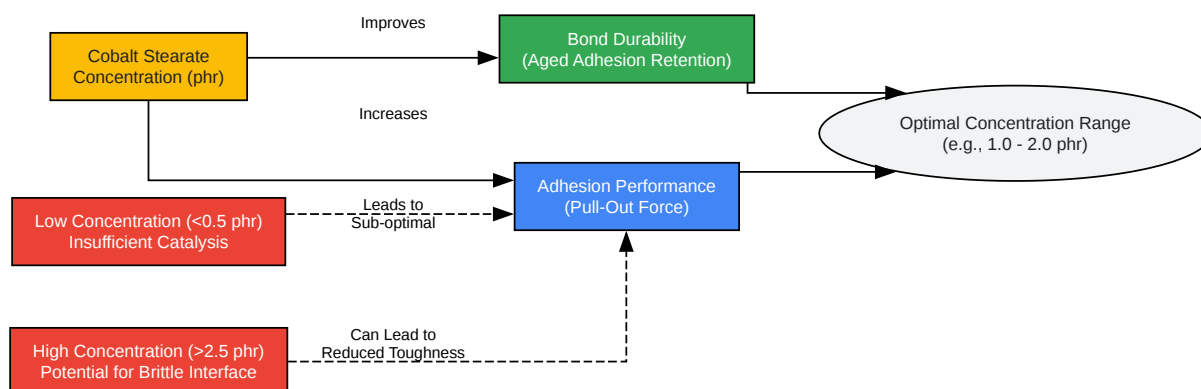 Improves
Cobalt Stearate
Concentration (phr)
Bond Durability
(Aged Adhesion Retention)
Increases
Optimal Concentration Range
(e.g., 1.0 - 2.0 phr)
Adhesion Performance
(Pull-Out Force)
Low Concentration (<0.5 phr)
Insufficient Catalysis
Leads to
Sub-optimal
High Concentration (>2.5 phr)
Potential for Brittle Interface
Can Lead to
Reduced Toughness